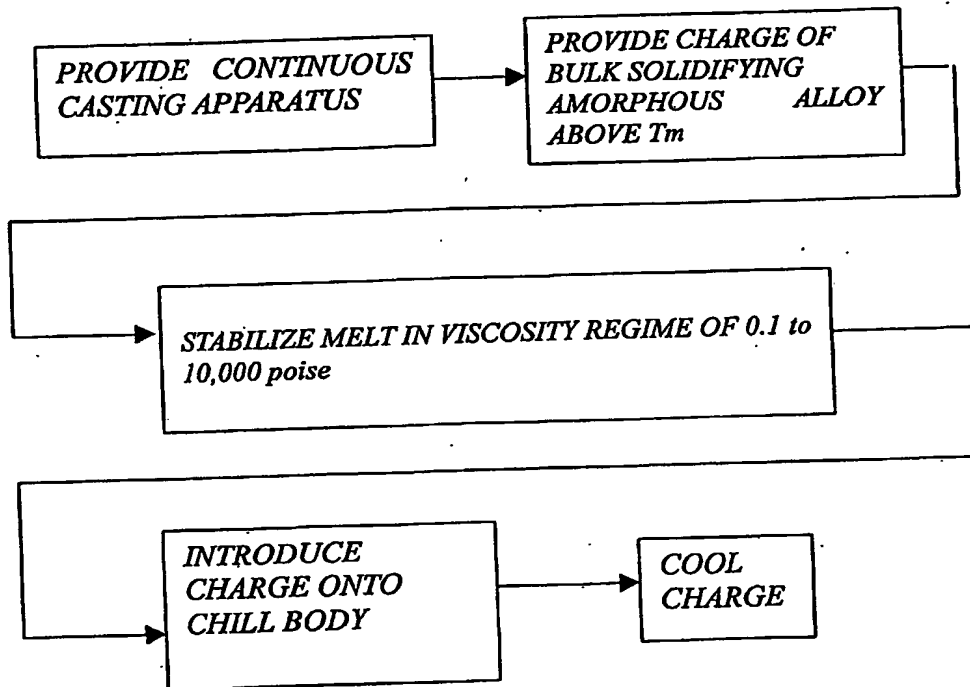 PROVIDE CONTINUOUS
CASTING APPARATUS
PROVIDE CHARGE OF
BULK SOLIDIFYING
AMORPHOUS ALLOY
ABOVE Tm
STABILIZE MELT IN VISCOSITY REGIME OF 0.1 to
10,000 poise
INTRODUCE
CHARGE ONTO
CHILL BODY
COOL
CHARGE